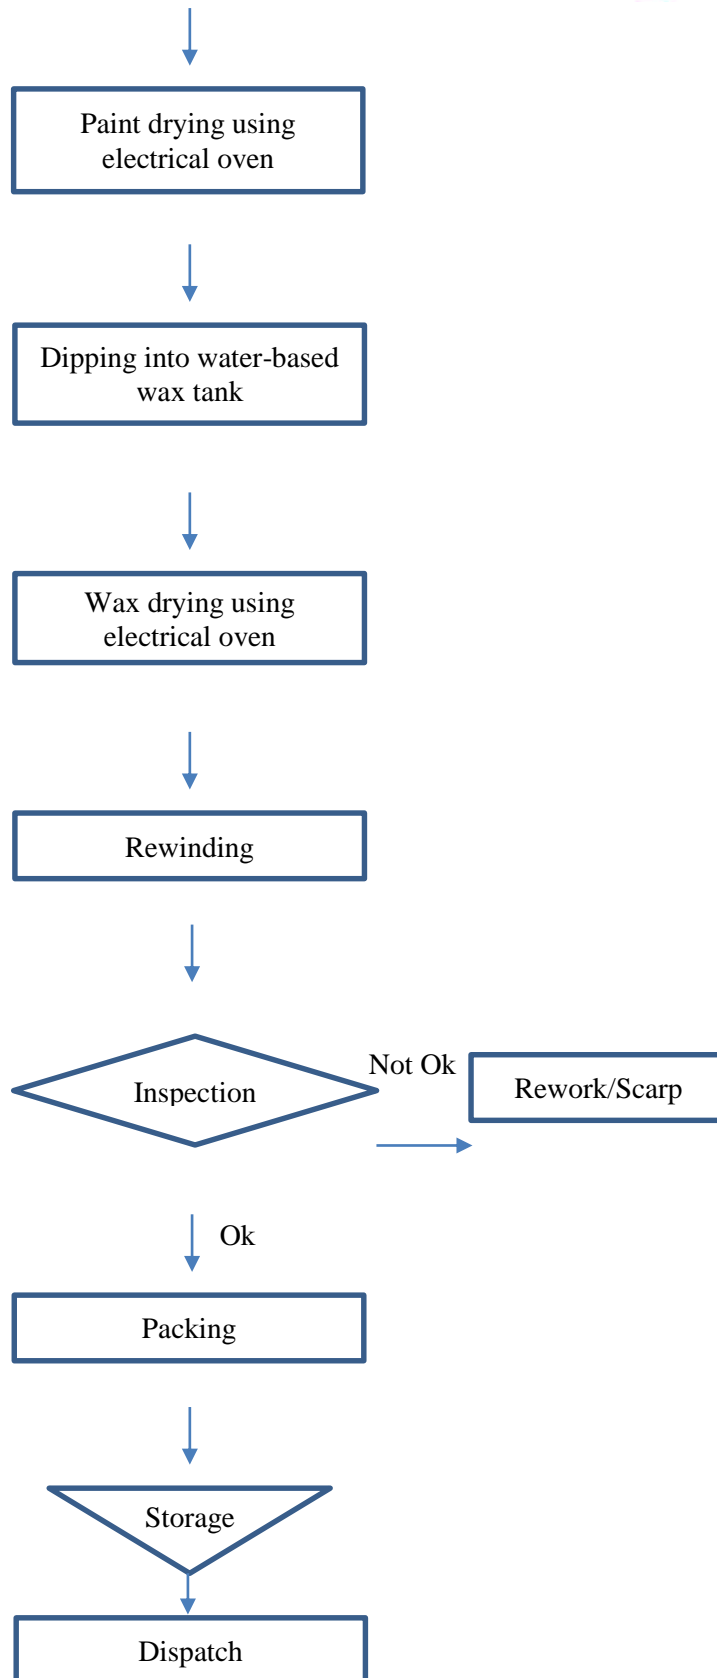 Paint drying using
electrical oven
Dipping into water-based
wax tank
Wax drying using
electrical oven
Rewinding
Inspection
Not Ok
Rework/Scarp
Ok
Packing
Storage
Dispatch